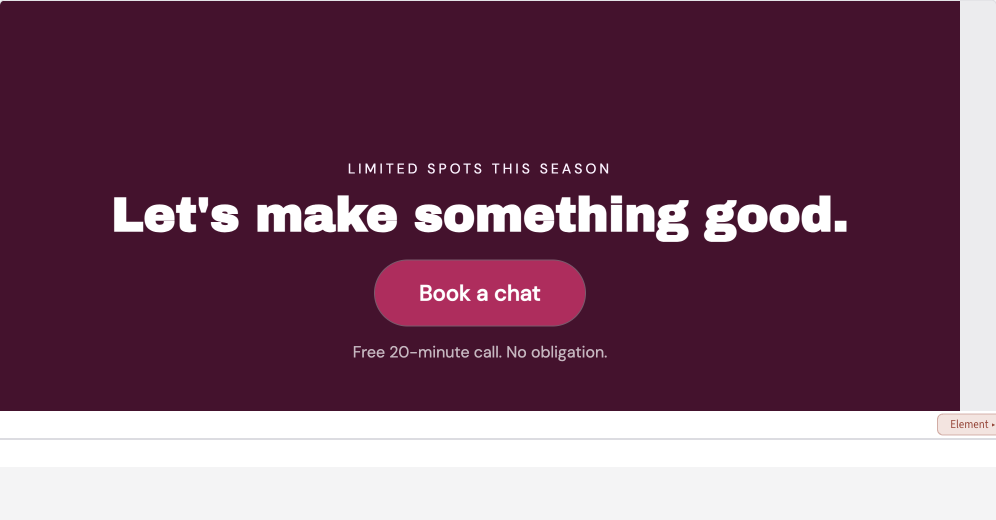 LIMITED SPOTS THIS SEASON
Let's make something good.
Book a chat
Free 20-minute call. No obligation.
Element ▸